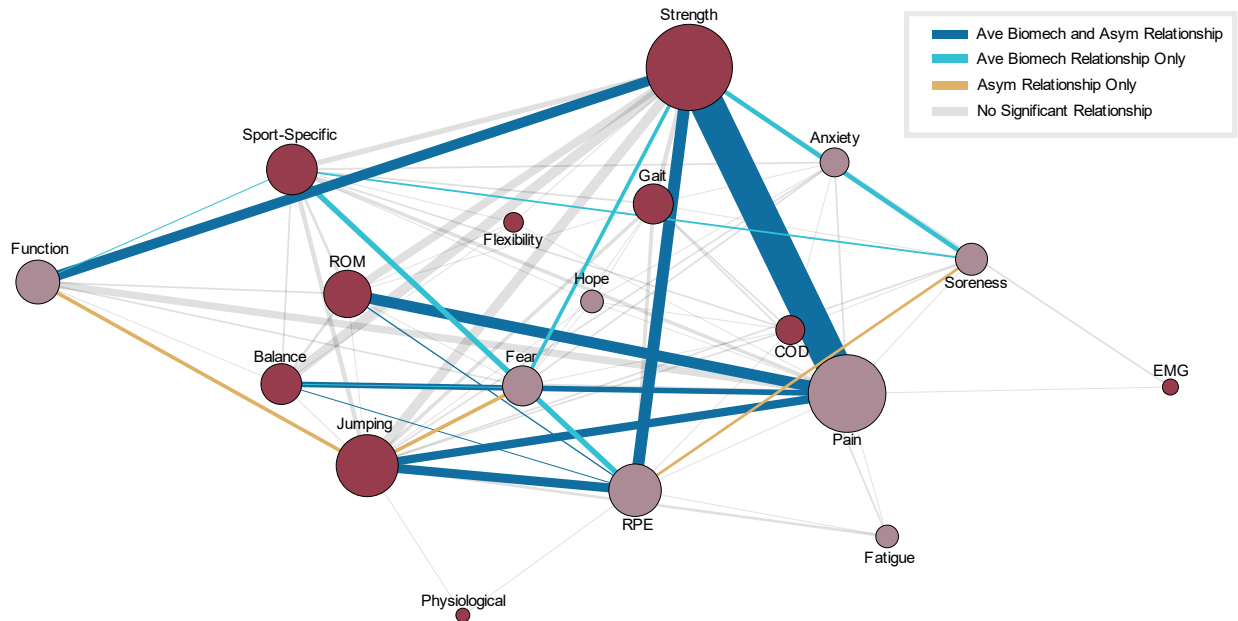 Strength
Ave Biomech and Asym Relationship
Ave Biomech Relationship Only
Asym Relationship Only
No Significant Relationship
Sport-Specific
Anxiety
Gait
Flexibility
Function
ROM
Hope
Soreness
COD
Balance
Fear
EMG
Jumping
Pain
RPE
Fatigue
Physiological